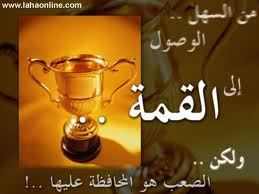 www.lahaonline.com
من السهل ..
الوصول
إلى
القمة ..
ولكن ..
الصعب هو المحافظة عليها ..!